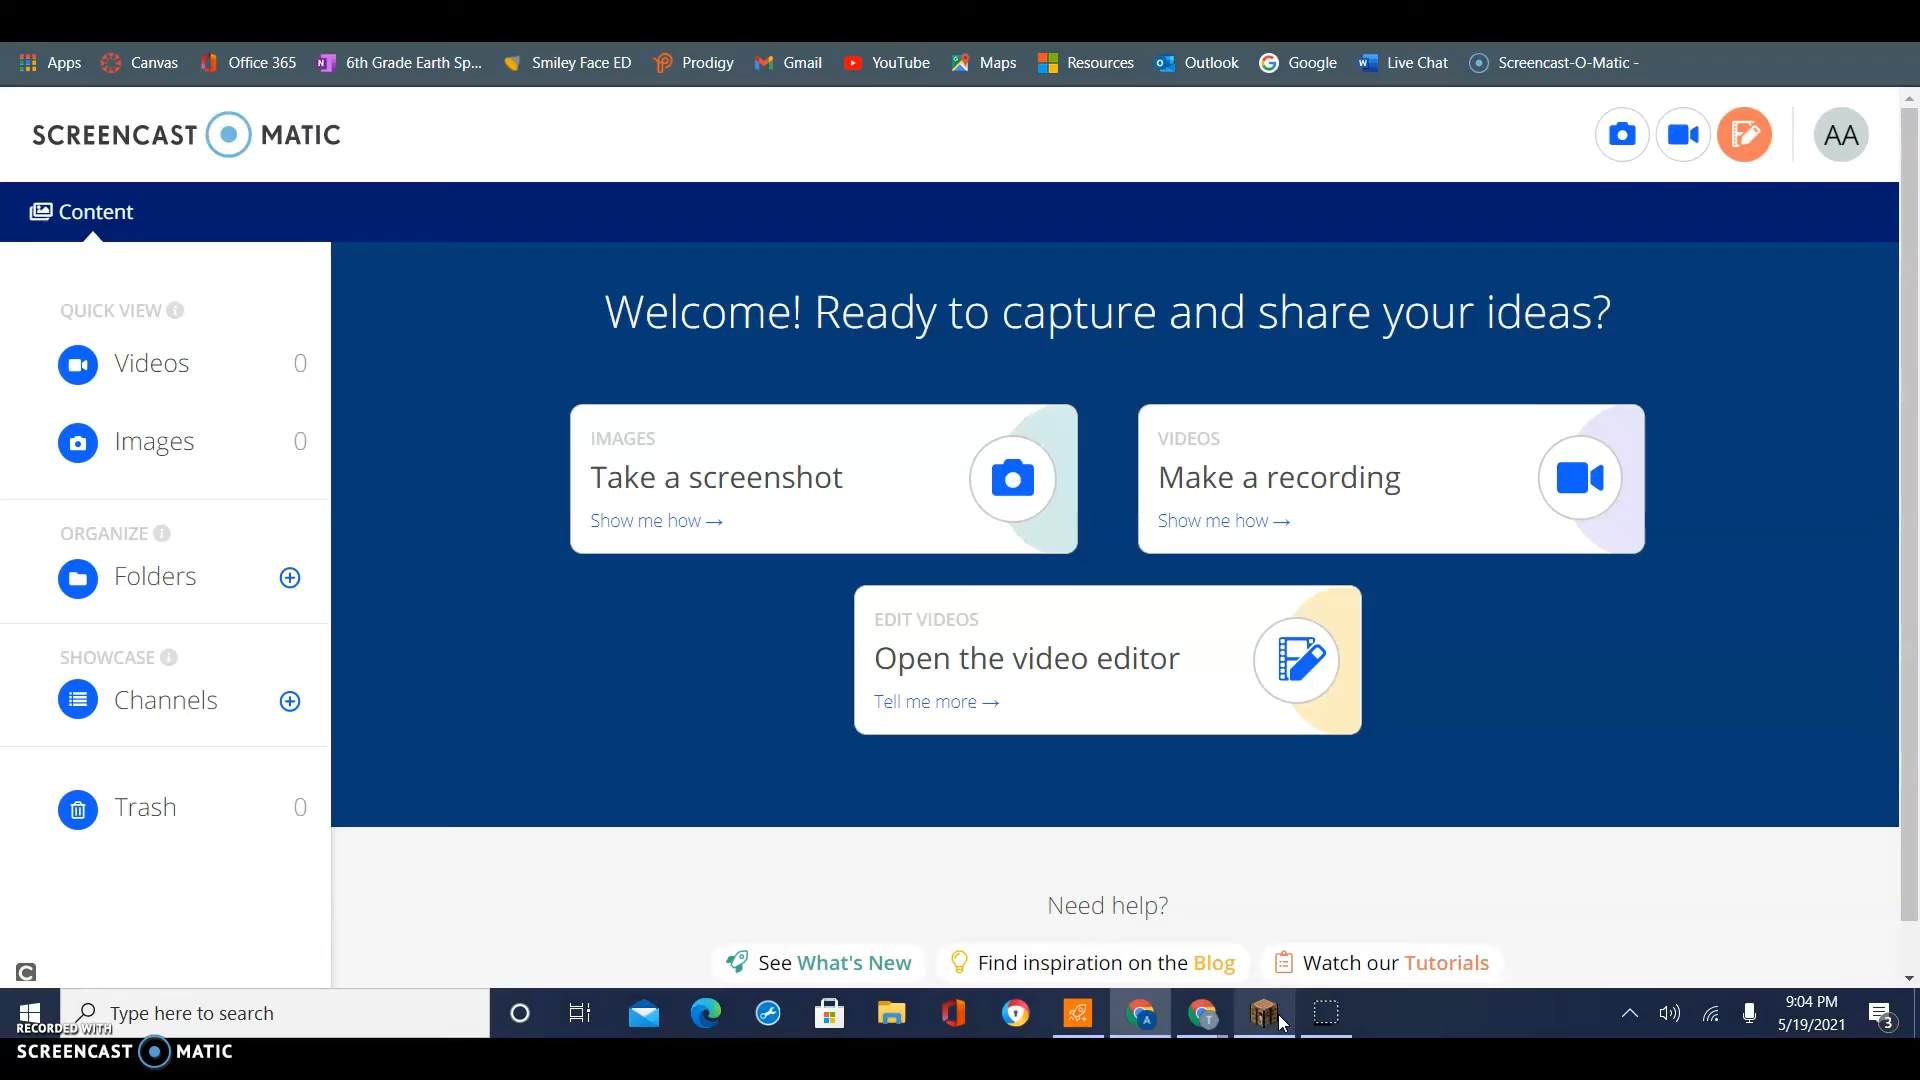 Apps Canvas Office 365 6th Grade Earth Sp... Smiley Face ED Prodigy Gmail YouTube Maps Resources Outlook Google Live Chat Screencast-O-Matic -
SCREENCAST MATIC
AA
Content
Welcome! Ready to capture and share your ideas?
QUICK VIEW
Videos 0
Images 0
ORGANIZE
Folders
SHOWCASE
Channels
Trash 0
IMAGES
Take a screenshot
Show me how →
VIDEOS
Make a recording
Show me how →
EDIT VIDEOS
Open the video editor
Tell me more →
Need help?
See What's New
Find inspiration on the Blog
Watch our Tutorials
C
Type here to search
A
T
9:04 PM
5/19/2021
3
RECORDED WITH
SCREENCAST MATIC